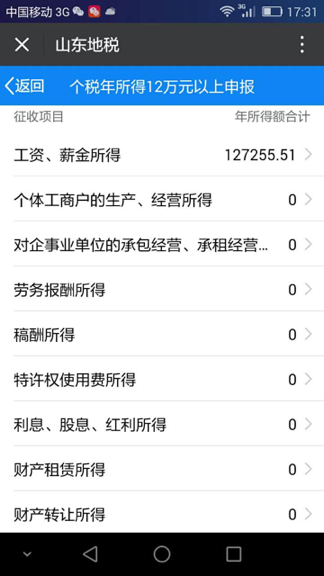 中国移动 3G 3G 17:31
山东地税
返回 个税年所得12万元以上申报
征收项目 年所得额合计
工资、薪金所得 127255.51
个体工商户的生产、经营所得 0
对企事业单位的承包经营、承租经营... 0
劳务报酬所得 0
稿酬所得 0
特许权使用费所得 0
利息、股息、红利所得 0
财产租赁所得 0
财产转让所得 0